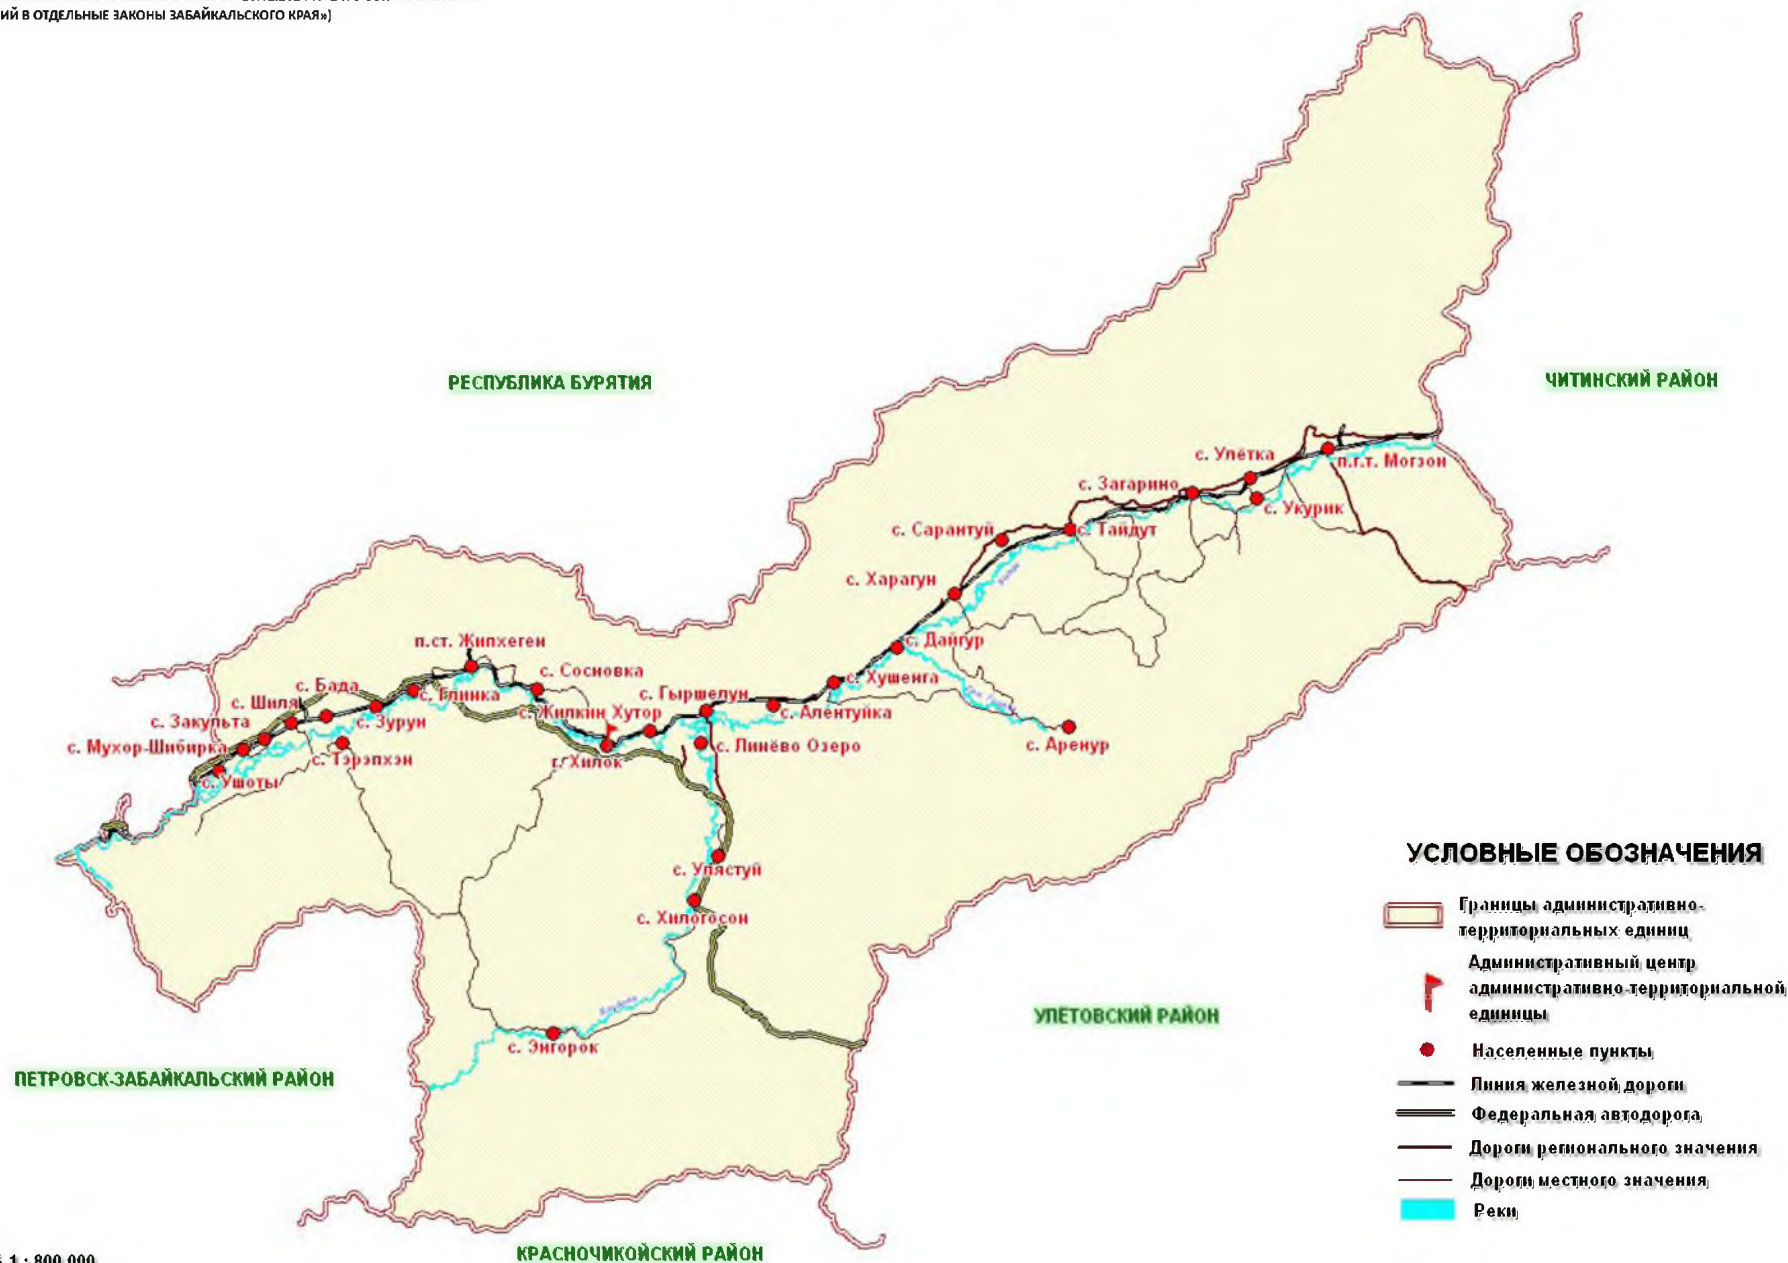 ИЙ В ОТДЕЛЬНЫЕ ЗАКОНЫ ЗАБАЙКАЛЬСКОГО КРАЯ»)
РЕСПУБЛИКА БУРЯТИЯ
ЧИТИНСКИЙ РАЙОН
с. Улётка
п.г.т. Могзон
с. Загарино
с. Укурик
с. Сарантуй
с. Тайдут
с. Харагун
с. Дайгур
п.ст. Жипхеген
с. Сосновка
с. Хушенга
с. Бада
с. Глинка
с. Гыршелун
с. Шиля
с. Жилкин Хутор
с. Алентуйка
с. Закульта
с. Зурун
с. Мухор-Шибирка
с. Линёво Озеро
с. Аренур
с. Тэрэпхэн
г. Хилок
с. Ушоты
с. Улястуй
с. Хилогосон
с. Энгорок
УЛЁТОВСКИЙ РАЙОН
ПЕТРОВСК-ЗАБАЙКАЛЬСКИЙ РАЙОН
КРАСНОЧИКОЙСКИЙ РАЙОН
УСЛОВНЫЕ ОБОЗНАЧЕНИЯ
Границы административно-
территориальных единиц
Административный центр
административно-территориальной
единицы
Населенные пункты
Линия железной дороги
Федеральная автодорога
Дороги регионального значения
Дороги местного значения
Реки
1 : 800 000